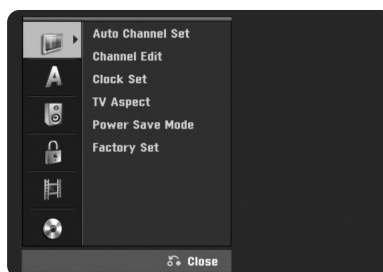 Auto Channel Set
Channel Edit
Clock Set
TV Aspect
Power Save Mode
Factory Set
A
Close